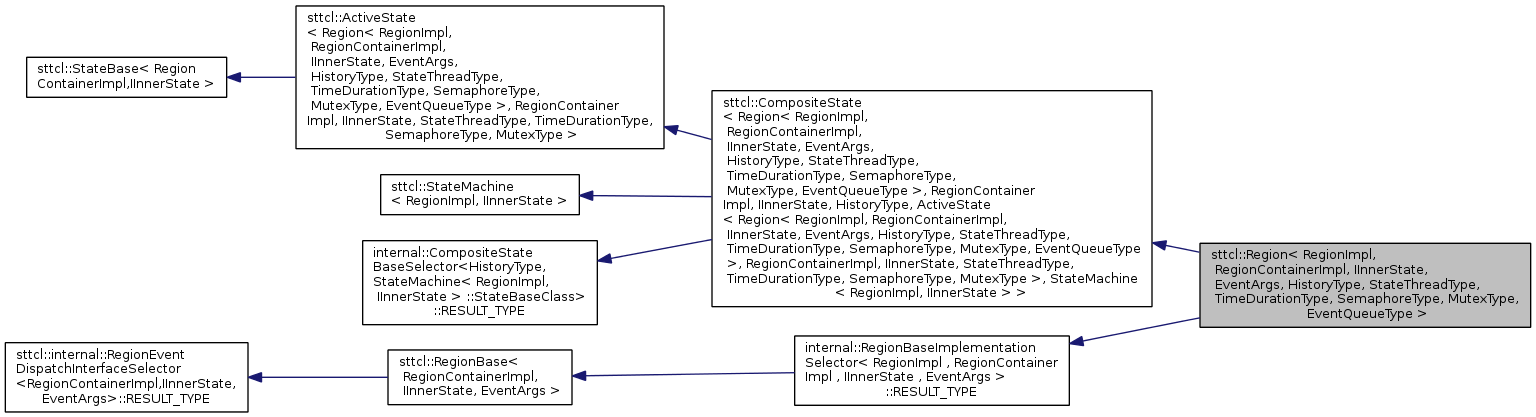 sttcl::StateBase< Region
ContainerImpl,IInnerState >
sttcl::ActiveState
< Region< RegionImpl,
RegionContainerImpl,
IInnerState, EventArgs,
HistoryType, StateThreadType,
TimeDurationType, SemaphoreType,
MutexType, EventQueueType >, RegionContainer
Impl, IInnerState, StateThreadType, TimeDurationType,
SemaphoreType, MutexType >
sttcl::StateMachine
< RegionImpl, IInnerState >
internal::CompositeState
BaseSelector<HistoryType,
StateMachine< RegionImpl,
IInnerState > ::StateBaseClass>
::RESULT_TYPE
sttcl::internal::RegionEvent
DispatchInterfaceSelector
<RegionContainerImpl,IInnerState,
EventArgs>::RESULT_TYPE
sttcl::RegionBase<
RegionContainerImpl,
IInnerState, EventArgs >
sttcl::CompositeState
< Region< RegionImpl,
RegionContainerImpl,
IInnerState, EventArgs,
HistoryType, StateThreadType,
TimeDurationType, SemaphoreType,
MutexType, EventQueueType >, RegionContainer
Impl, IInnerState, HistoryType, ActiveState
< Region< RegionImpl, RegionContainerImpl,
IInnerState, EventArgs, HistoryType, StateThreadType,
TimeDurationType, SemaphoreType, MutexType, EventQueueType
>, RegionContainerImpl, IInnerState, StateThreadType,
TimeDurationType, SemaphoreType, MutexType >, StateMachine
< RegionImpl, IInnerState > >
internal::RegionBaseImplementation
Selector< RegionImpl , RegionContainer
Impl , IInnerState , EventArgs >
::RESULT_TYPE
sttcl::Region< RegionImpl,
RegionContainerImpl, IInnerState,
EventArgs, HistoryType, StateThreadType,
TimeDurationType, SemaphoreType, MutexType,
EventQueueType >